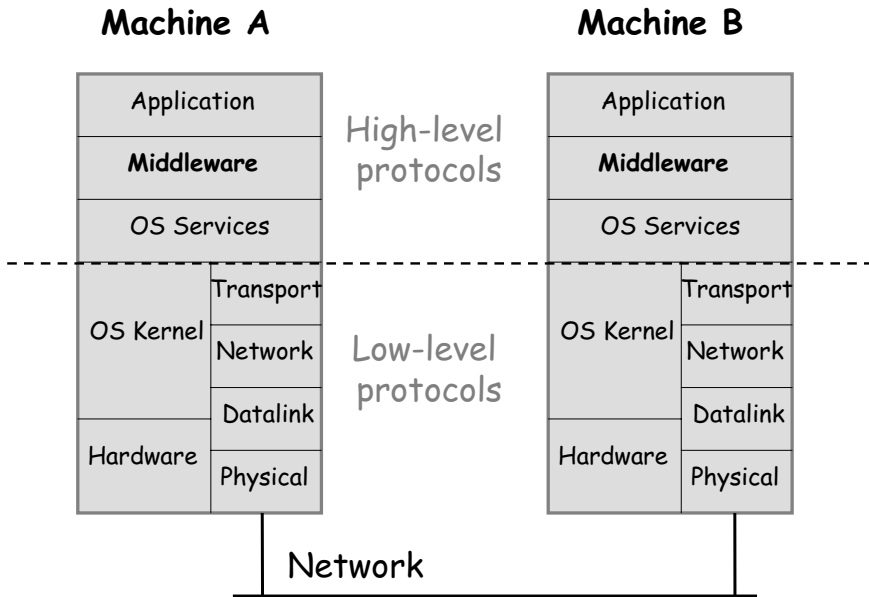 Machine A
Machine B
Application
Middleware
OS Services
OS Kernel
Hardware
Transport
Network
Datalink
Physical
High-level
protocols
Low-level
protocols
Application
Middleware
OS Services
OS Kernel
Hardware
Transport
Network
Datalink
Physical
Network